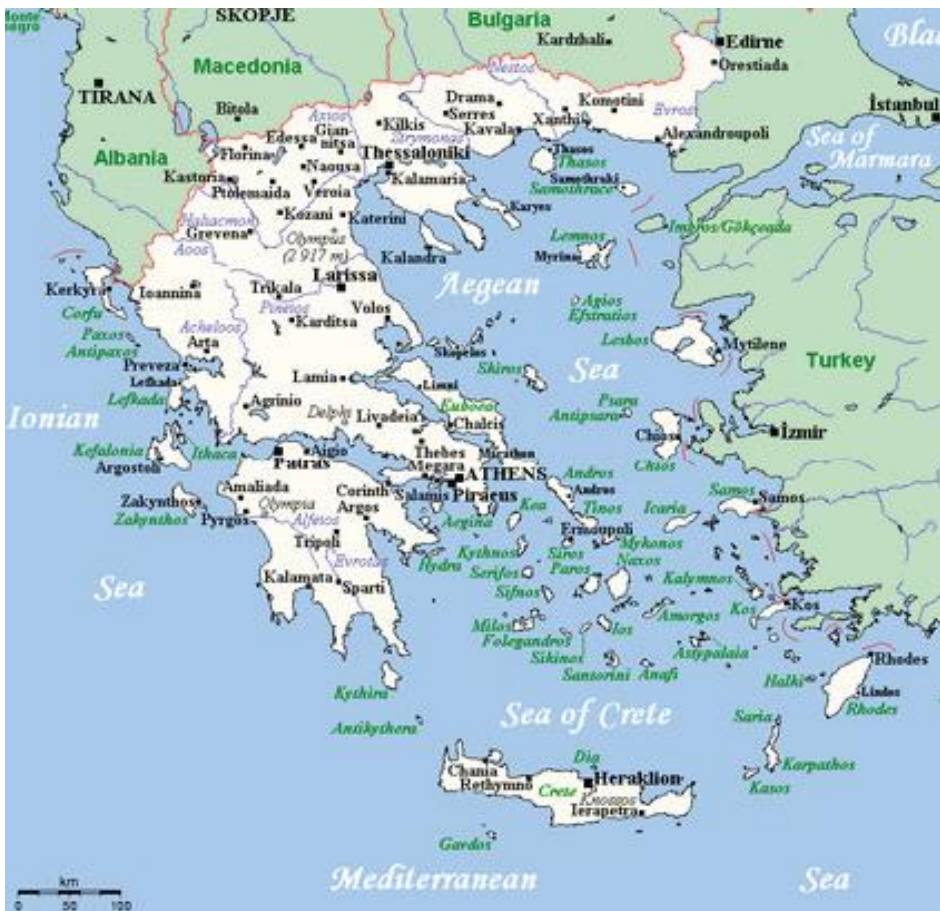 Monte
negro
SKOPJE
Bulgaria
Kardzhali
Edirne
Orestiada
Macedonia
TIRANA
Bitola
Nestos
Drama
Serres
Komotini
Xanthi
Evros
İstanbul
Axios
Kilkis
Strymonas
Kavalas
Alexandroupoli
Sea of
Marmara
Albania
Edessa
Gian-
nitsa
Florina
Thessaloniki
Thasos
Thasos
Kastoria
Naousa
Kalamaria
Samothraki
Samothrace
Ptolemaida
Veroia
Karyes
Kozani
Katerini
Haliacmon
Grevena
Olympus
(2 917 m)
Kalandra
Lemnos
Myrina
Imbros/Gökçeada
Aoos
Larissa
Aegean
Kerkyra
Ioannina
Trikala
Corfu
Pineios
Volos
Agios
Efstratios
Paxos
Antipaxos
Acheloos
Karditsa
Arta
Lesbos
Mytilene
Skopelos
Turkey
Preveza
Lefkada
Lefkada
Lamia
Limni
Skiros
Sea
Ionian
Agrinio
Delphi
Livadeia
Euboea
Chalcis
Psara
Antipsara
Chios
Chios
İzmir
Kefalonia
Argostoli
Ithaca
Patras
Aigio
Thebes
Megara
Marathon
ATHENS
Piraeus
Andros
Andros
Zakynthos
Zakynthos
Amaliada
Olympia
Pyrgos
Corinth
Argos
Salamis
Aegina
Kea
Tinos
Icaria
Samos
Samos
Alfeios
Tripoli
Ermoupoli
Mykonos
Naxos
Sea
Evrotas
Hydra
Kythnos
Serifos
Siros
Paros
Kalymnos
Kalamata
Sparti
Sifnos
Kos
Kos
Milos
Folegandros
Ios
Amorgos
Sikinos
Astypalaia
Santorini
Anafi
Halki
Rhodes
Lindos
Rhodes
Kythira
Antikythera
Sea of Crete
Saria
Karpathos
Kasos
Chania
Rethymno
Dia
Heraklion
Crete
Knossos
Ierapetra
Gavdos
Mediterranean
Sea
km
0 50 100